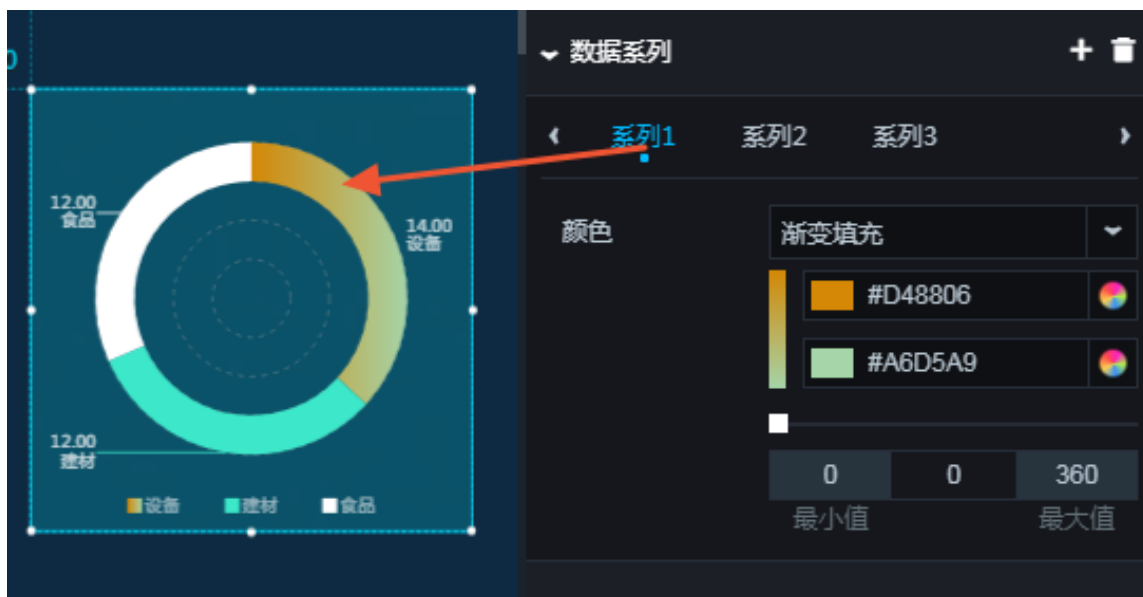 0
12.00
食品
14.00
设备
12.00
建材
设备 建材 食品
数据系列
系列1 系列2 系列3
颜色 渐变填充
#D48806
#A6D5A9
0 0 360
最小值 最大值